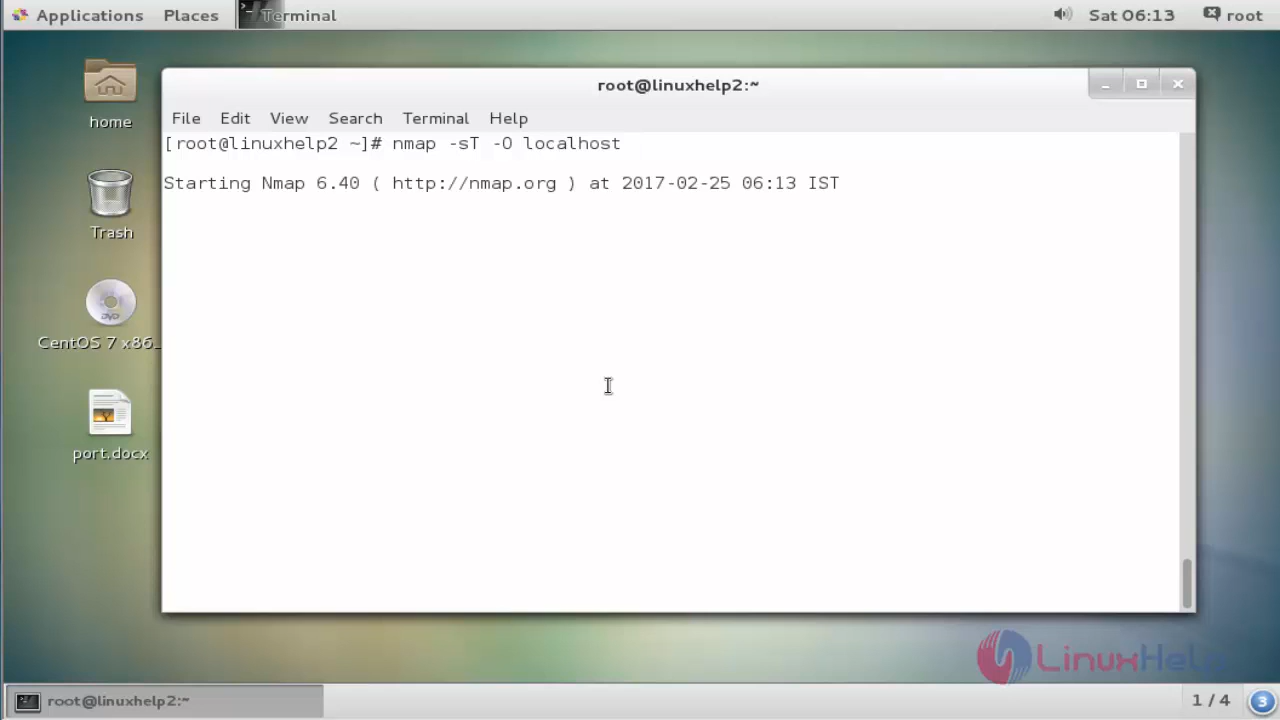 Applications Places Terminal Sat 06:13 root
root@linuxhelp2:~
File Edit View Search Terminal Help
[root@linuxhelp2 ~]# nmap -sT -O localhost
Starting Nmap 6.40 ( http://nmap.org ) at 2017-02-25 06:13 IST
home
Trash
DVD
CentOS 7 x86_
port.docx
LinuxHelp
root@linuxhelp2:~ 1 / 4 3